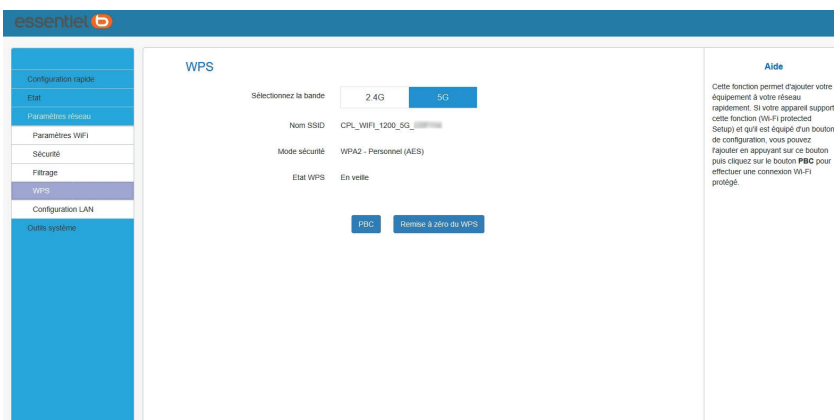 essentiel b
Configuration rapide
Etat
Paramètres réseau
Paramètres WiFi
Sécurité
Filtrage
WPS
Configuration LAN
Outils système
WPS
Sélectionnez la bande
2.4G
5G
Nom SSID
CPL_WIFI_1200_5G_
Mode sécurité
WPA2 - Personnel (AES)
Etat WPS
En veille
PBC
Remise à zéro du WPS
Aide
Cette fonction permet d'ajouter votre
équipement à votre réseau
rapidement. Si votre appareil support
cette fonction (Wi-Fi protected
Setup) et qu'il est équipé d'un bouton
de configuration, vous pouvez
l'ajouter en appuyant sur ce bouton
puis cliquez sur le bouton PBC pour
effectuer une connexion Wi-Fi
protégé.